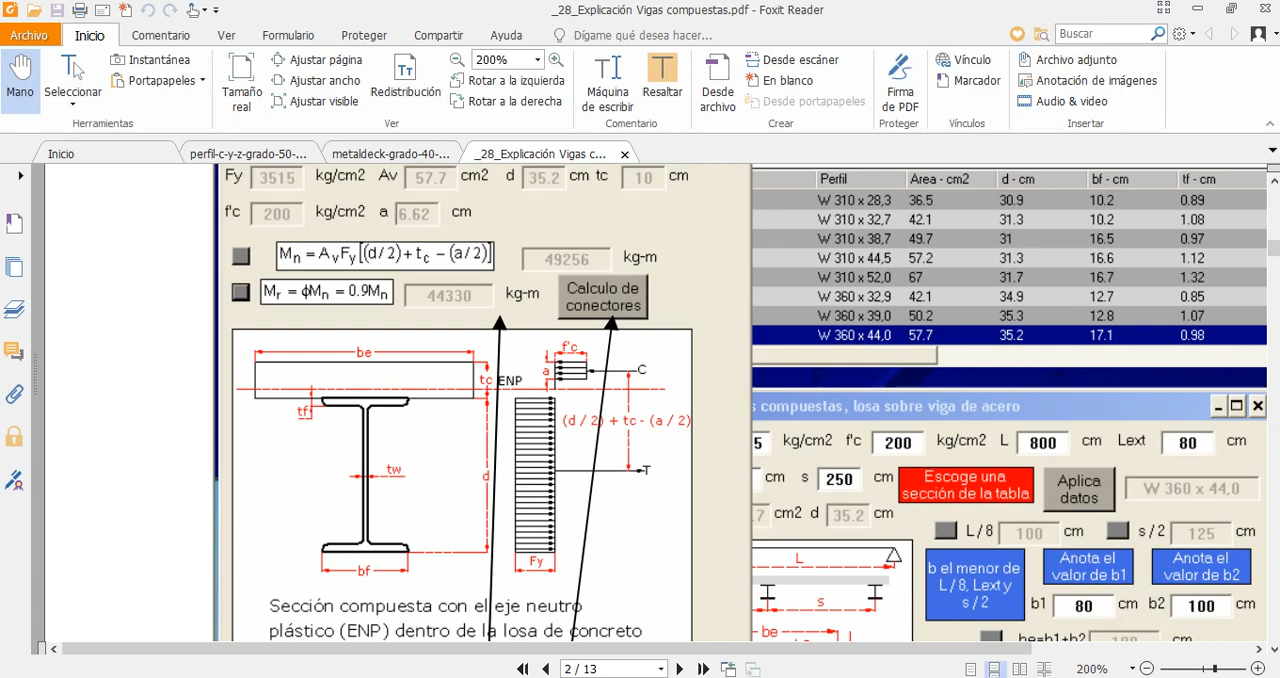 _28_Explicación Vigas compuestas.pdf - Foxit Reader
Archivo Inicio Comentario Ver Formulario Proteger Compartir Ayuda Dígame qué desea hacer... Buscar
Mano
Seleccionar
Instantánea
Portapapeles
Herramientas
Tamaño real
Ajustar página
Ajustar ancho
Ajustar visible
Redistribución
200%
Rotar a la izquierda
Rotar a la derecha
Ver
Máquina de escribir
Resaltar
Comentario
Desde archivo
Desde escáner
En blanco
Desde portapapeles
Crear
Firma de PDF
Proteger
Vínculo
Marcador
Vínculos
Archivo adjunto
Anotación de imágenes
Audio & video
Insertar
Inicio perfil-c-y-z-grado-50-... metaldeck-grado-40-... _28_Explicación Vigas c...
Fy 3515 kg/cm2 Av 57.7 cm2 d 35.2 cm tc 10 cm
f'c 200 kg/cm2 a 6.62 cm
Mn = AvFy[(d/2)+tc-(a/2)] 49256 kg-m
Mr = ϕMn = 0.9Mn 44330 kg-m
Calculo de conectores
be
tc
ENP
tf
tw
d
bf
f'c
a
C
(d/2)+tc-(a/2)
T
Fy
Sección compuesta con el eje neutro
plástico (ENP) dentro de la losa de concreto
Perfil Area - cm2 d - cm bf - cm tf - cm
W 310 x 28,3 36.5 30.9 10.2 0.89
W 310 x 32,7 42.1 31.3 10.2 1.08
W 310 x 38,7 49.7 31 16.5 0.97
W 310 x 44,5 57.2 31.3 16.6 1.12
W 310 x 52,0 67 31.7 16.7 1.32
W 360 x 32,9 42.1 34.9 12.7 0.85
W 360 x 39,0 50.2 35.3 12.8 1.07
W 360 x 44,0 57.7 35.2 17.1 0.98
s compuestas, losa sobre viga de acero
5 kg/cm2 f'c 200 kg/cm2 L 800 cm Lext 80 cm
cm s 250 cm
Escoge una
sección de la tabla
Aplica
datos
W 360 x 44,0
.7 cm2 d 35.2 cm
L/8 100 cm s/2 125 cm
b el menor de
L/8, Lext y
s/2
Anota el
valor de b1
Anota el
valor de b2
b1 80 cm b2 100 cm
be=b1+b2
L
s
be
L
2 / 13
200%